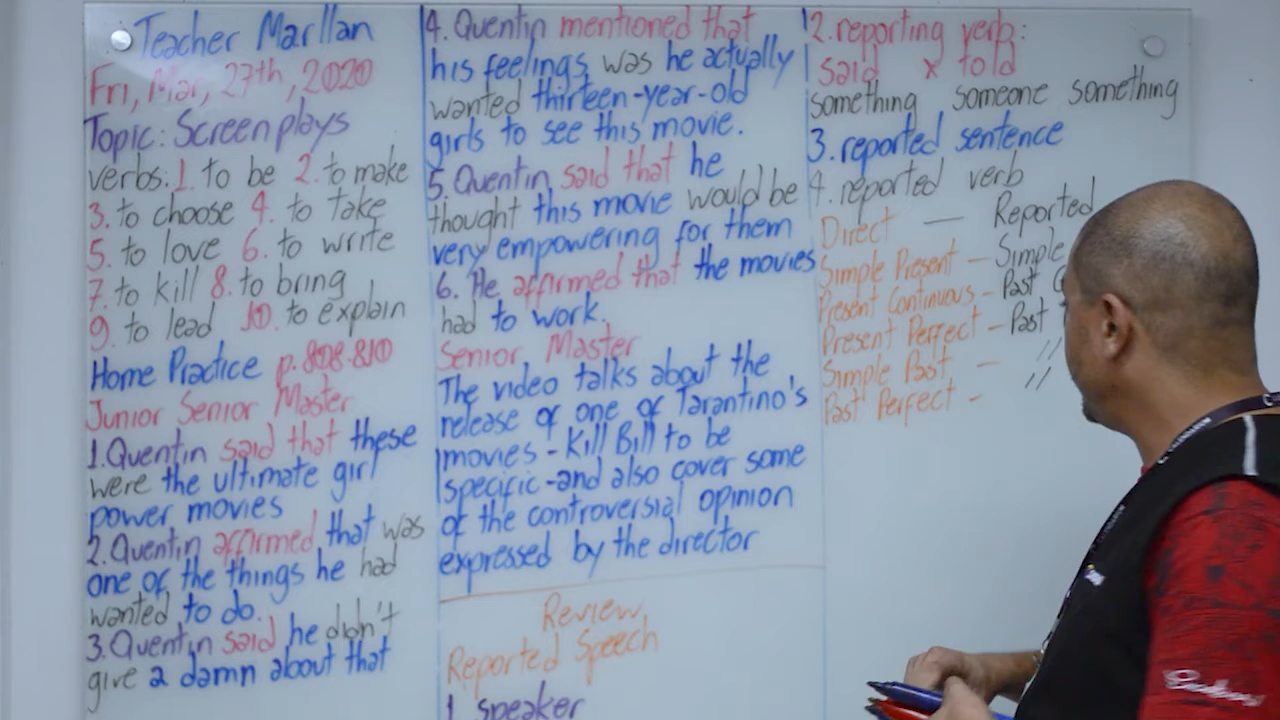 Teacher Marllan
Fri, Mar, 27th, 2020
Topic: Screenplays
verbs: 1. to be 2. to make
3. to choose 4. to take
5. to love 6. to write
7. to kill 8. to bring
9. to lead 10. to explain
Home Practice p. 808-810
Junior Senior Master
1. Quentin said that these
were the ultimate girl
power movies
2. Quentin affirmed that was
one of the things he had
wanted to do.
3. Quentin said he didn't
give a damn about that
4. Quentin mentioned that
his feelings was he actually
wanted thirteen-year-old
girls to see this movie.
5. Quentin said that he
thought this movie would be
very empowering for them
6. He affirmed that the movies
had to work.
Senior Master
The video talks about the
release of one of Tarantino's
movies - Kill Bill to be
specific - and also cover some
of the controversial opinion
expressed by the director
Review
Reported Speech
1. speaker
2. reporting verb:
said x told
something someone something
3. reported sentence
4. reported verb
Direct — Reported
Simple Present — Simple
Present Continuous - Past
Present Perfect - Past
Simple Past - //
Past Perfect - //